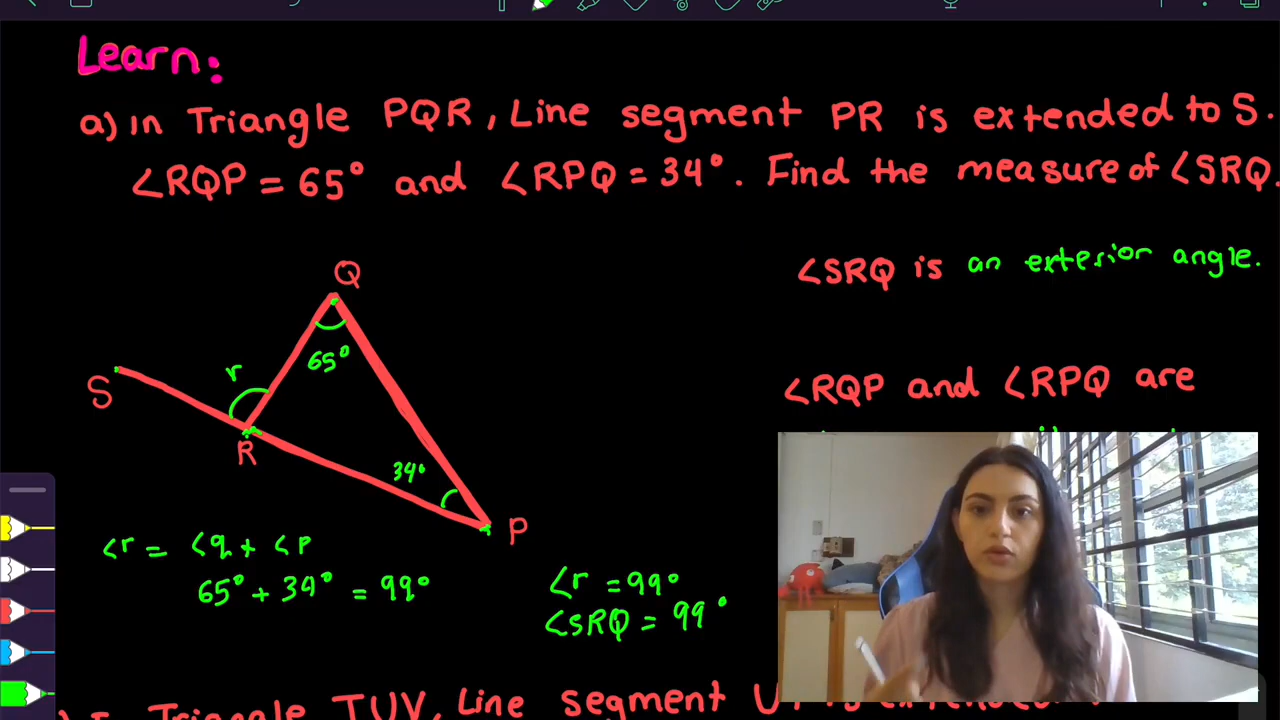 Learn:
a) in Triangle PQR, Line segment PR is extended to S.
∠RQP = 65° and ∠RPQ = 34°. Find the measure of ∠SRQ.
∠SRQ is an exterior angle.
Q
65°
r
S
R
34°
P
∠RQP and ∠RPQ are
∠r = ∠q + ∠p
65° + 34° = 99°
∠r = 99°
∠SRQ = 99°
Triangle TUV, Line segment